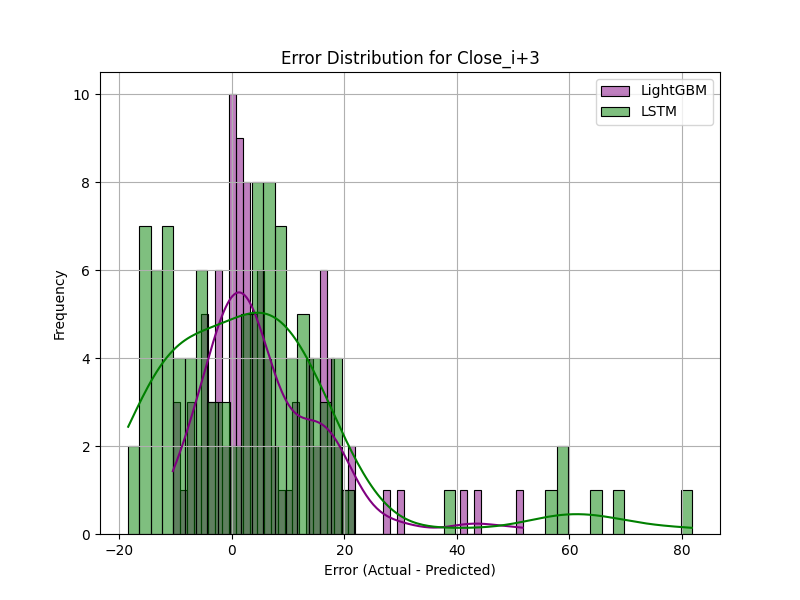 Error Distribution for Close_i+3
LightGBM
LSTM
10
8
6
4
2
0
Frequency
−20
0
20
40
60
80
Error (Actual - Predicted)